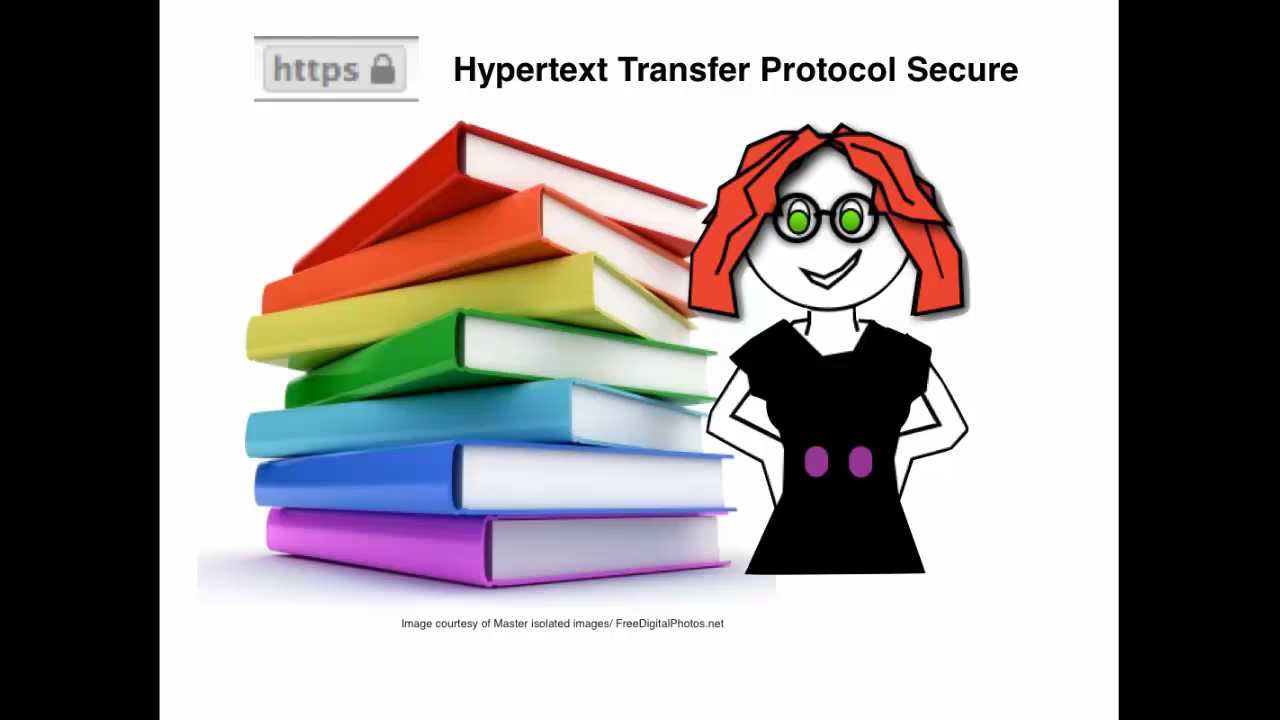 https
Hypertext Transfer Protocol Secure
Image courtesy of Master isolated images/ FreeDigitalPhotos.net